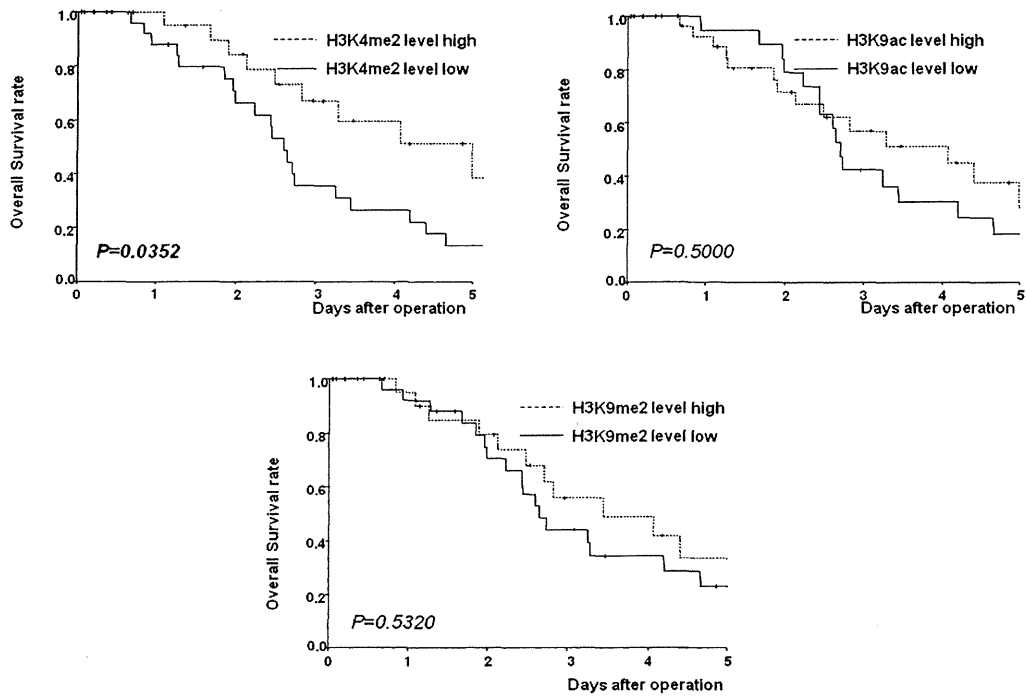 1.0
0.8
0.6
0.4
0.2
0.0
Overall Survival rate
H3K4me2 level high
H3K4me2 level low
P=0.0352
0 1 2 3 4 5
Days after operation
1.0
0.8
0.6
0.4
0.2
0.0
Overall Survival rate
H3K9ac level high
H3K9ac level low
P=0.5000
0 1 2 3 4 5
Days after operation
1.0
0.8
0.6
0.4
0.2
0.0
Overall Survival rate
H3K9me2 level high
H3K9me2 level low
P=0.5320
0 1 2 3 4 5
Days after operation